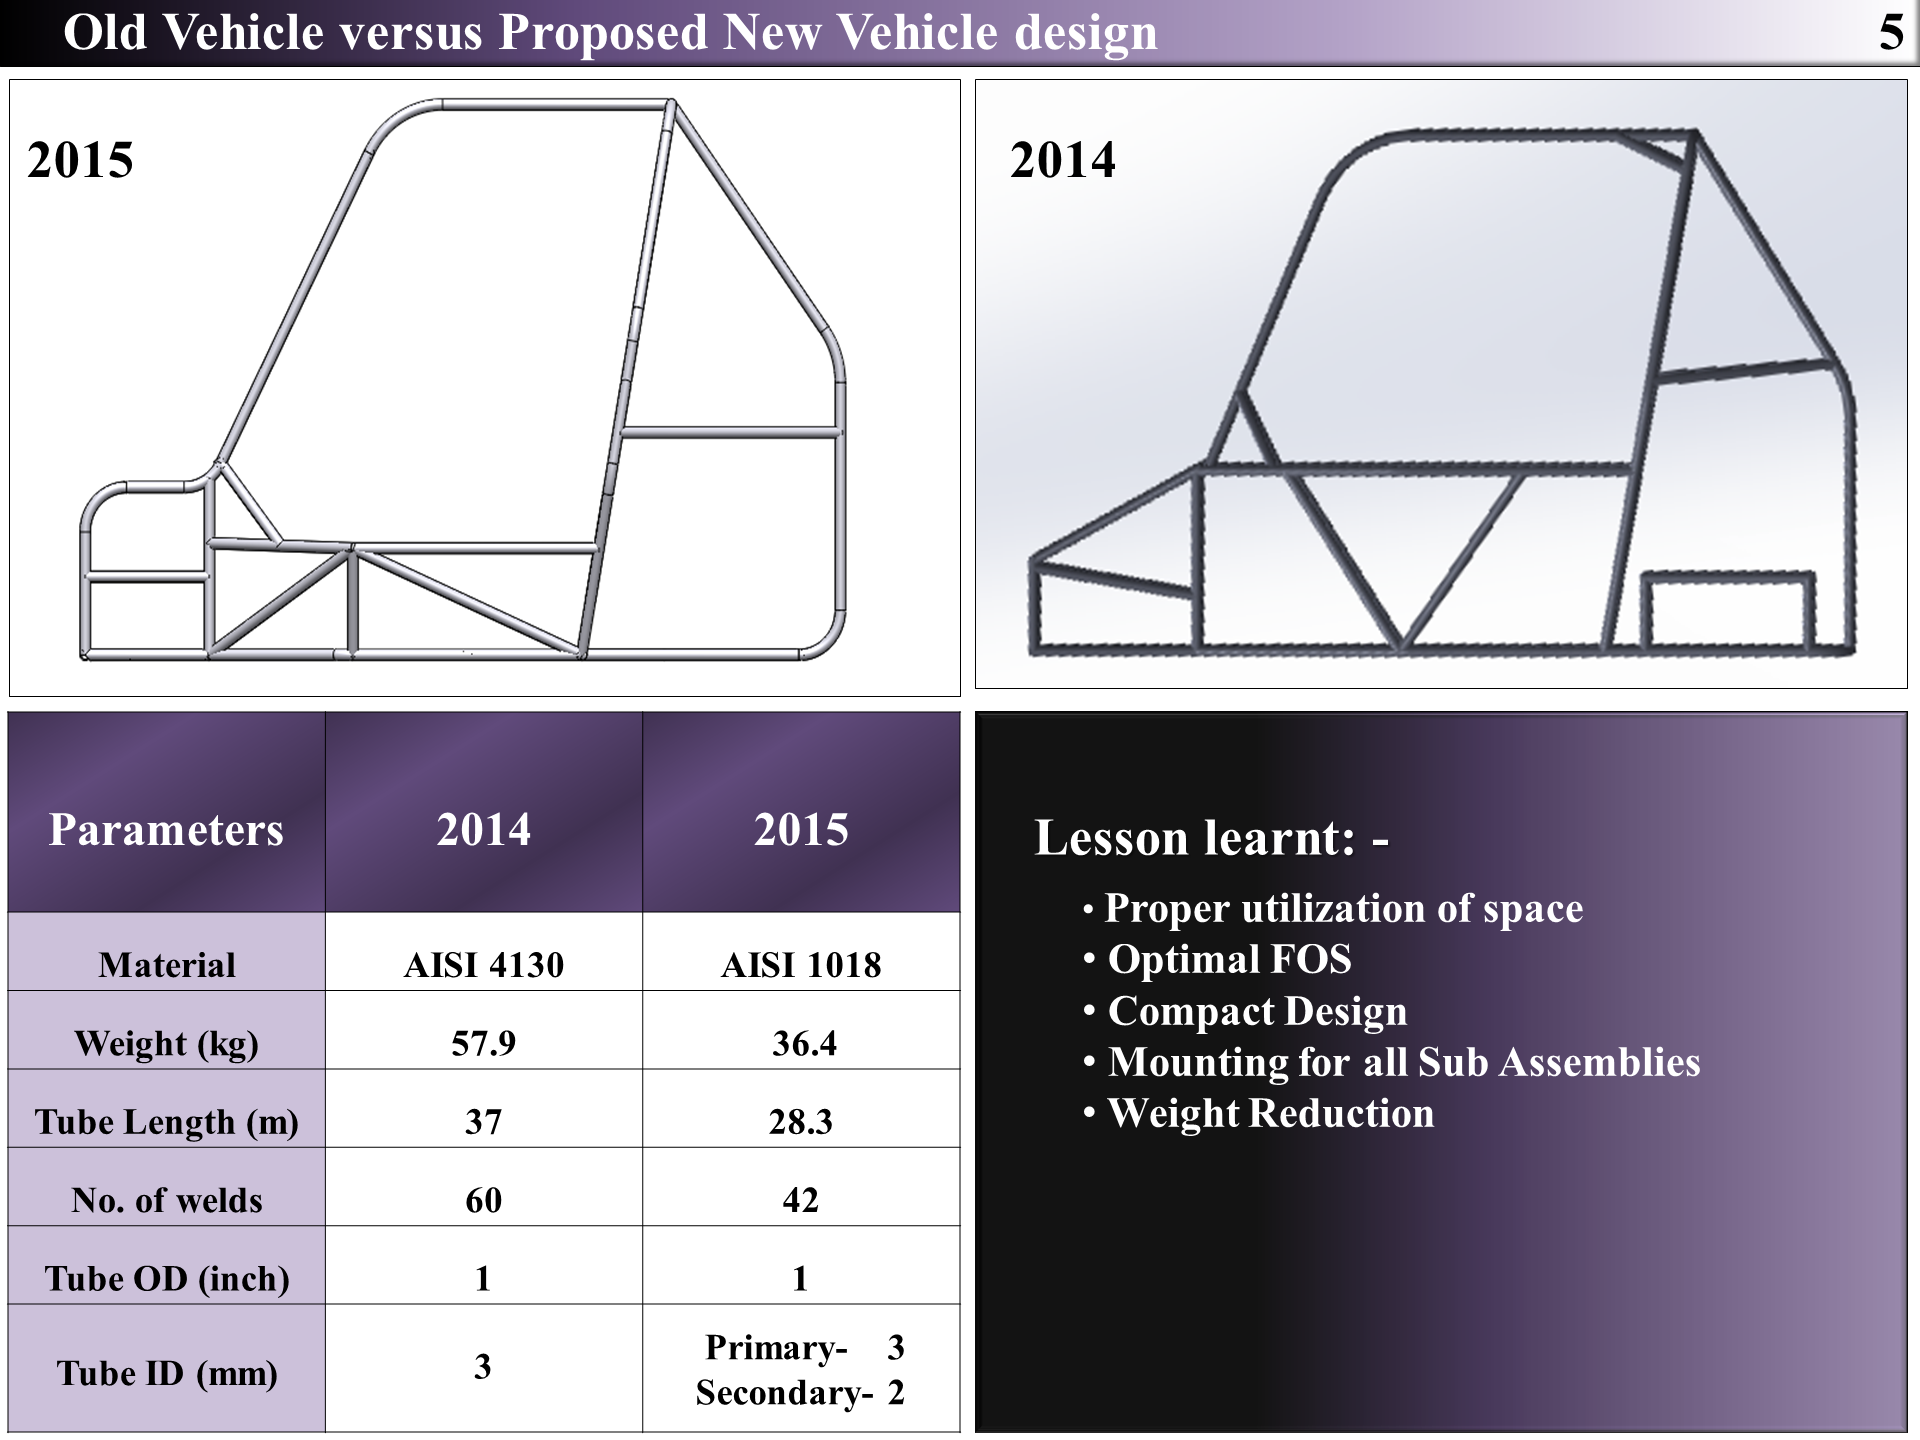 Old Vehicle versus Proposed New Vehicle design
5
2015
2014
Parameters 2014 2015
Material AISI 4130 AISI 1018
Weight (kg) 57.9 36.4
Tube Length (m) 37 28.3
No. of welds 60 42
Tube OD (inch) 1 1
Tube ID (mm) 3 Primary- 3
Secondary- 2
Lesson learnt: -
• Proper utilization of space
• Optimal FOS
• Compact Design
• Mounting for all Sub Assemblies
• Weight Reduction